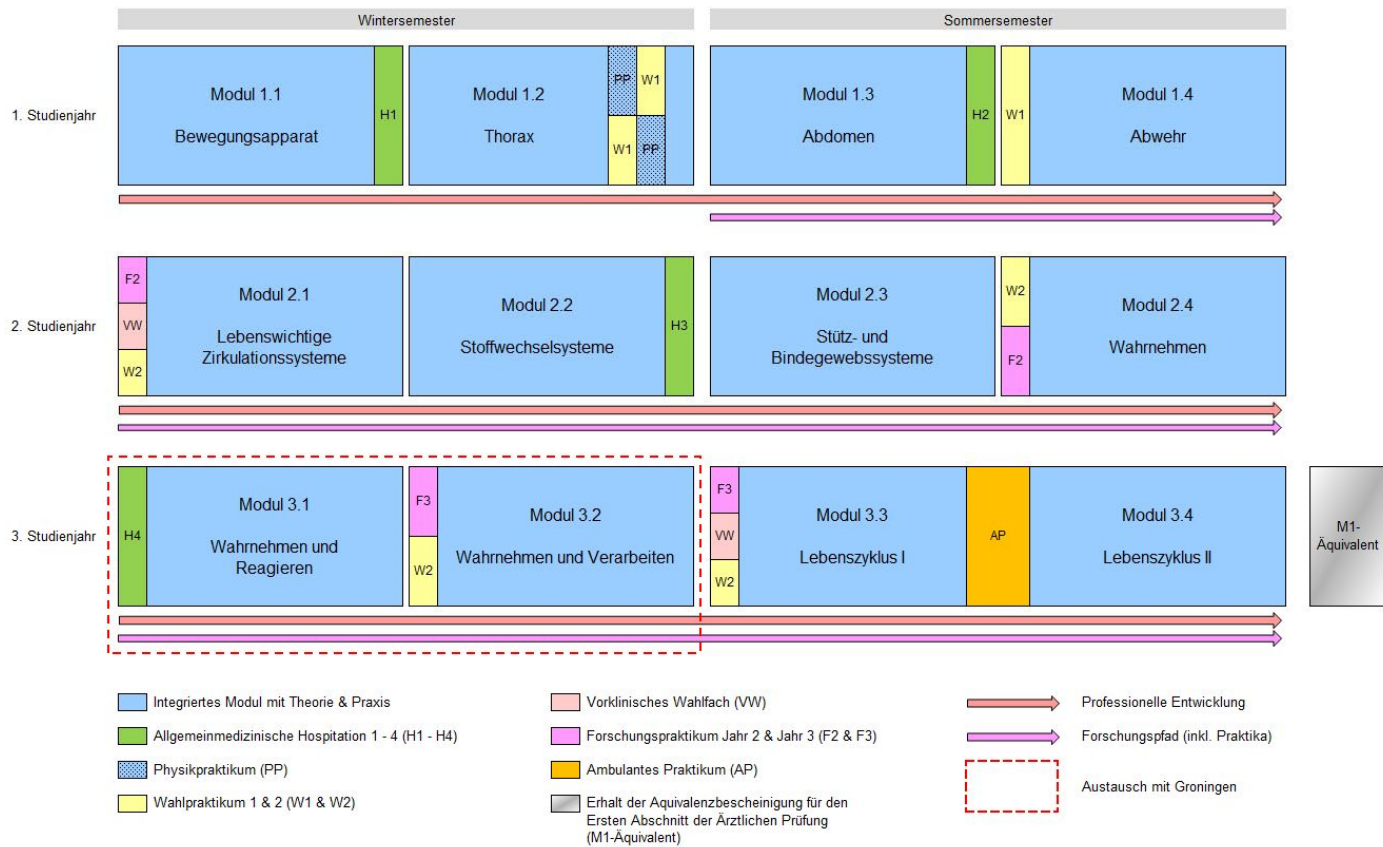 Wintersemester
Sommersemester
1. Studienjahr
Modul 1.1
Bewegungsapparat
H1
Modul 1.2
Thorax
PP
W1
W1
PP
Modul 1.3
Abdomen
H2
W1
Modul 1.4
Abwehr
2. Studienjahr
F2
VW
W2
Modul 2.1
Lebenswichtige
Zirkulationssysteme
Modul 2.2
Stoffwechselsysteme
H3
Modul 2.3
Stütz- und
Bindegewebssysteme
W2
F2
Modul 2.4
Wahrnehmen
3. Studienjahr
H4
Modul 3.1
Wahrnehmen und
Reagieren
F3
W2
Modul 3.2
Wahrnehmen und Verarbeiten
F3
VW
W2
Modul 3.3
Lebenszyklus I
AP
Modul 3.4
Lebenszyklus II
M1-
Äquivalent
Integriertes Modul mit Theorie & Praxis
Allgemeinmedizinische Hospitation 1 - 4 (H1 - H4)
Physikpraktikum (PP)
Wahlpraktikum 1 & 2 (W1 & W2)
Vorklinisches Wahlfach (VW)
Forschungspraktikum Jahr 2 & Jahr 3 (F2 & F3)
Ambulantes Praktikum (AP)
Erhalt der Äquivalenzbescheinigung für den
Ersten Abschnitt der Ärztlichen Prüfung
(M1-Äquivalent)
Professionelle Entwicklung
Forschungspfad (inkl. Praktika)
Austausch mit Groningen